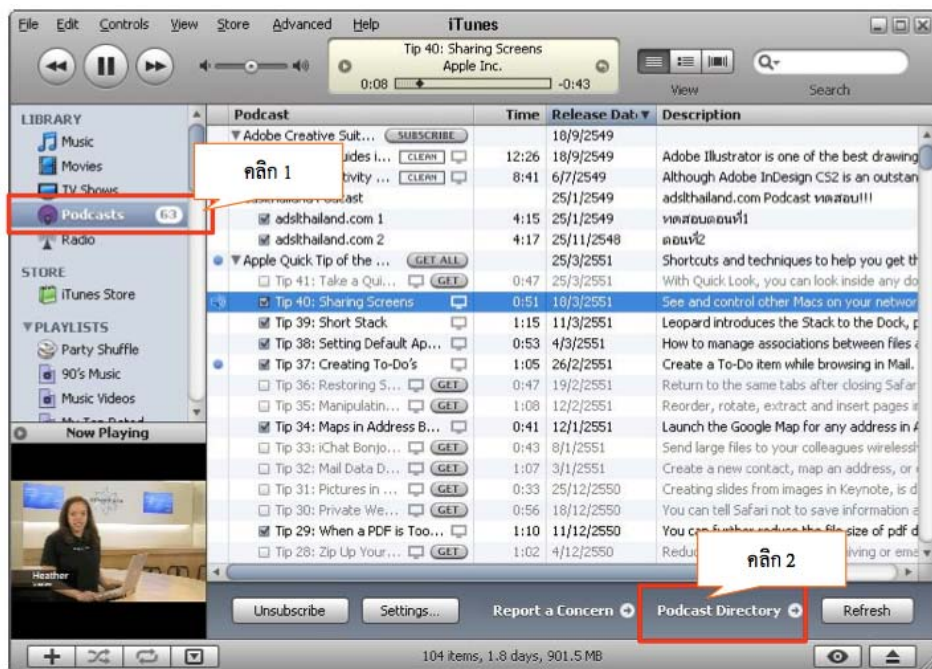 File Edit Controls View Store Advanced Help iTunes
Tip 40: Sharing Screens
Apple Inc.
0:08 -0:43
View Search
LIBRARY
Music
Movies
TV Shows
Podcasts 63
Radio
STORE
iTunes Store
PLAYLISTS
Party Shuffle
90's Music
Music Videos
Now Playing
Heather
คลิก 1
Podcast Time Release Dat Description
Adobe Creative Suit... SUBSCRIBE 18/9/2549
ides i... CLEAN 12:26 18/9/2549 Adobe Illustrator is one of the best drawing
tivity ... CLEAN 8:41 6/7/2549 Although Adobe InDesign CS2 is an outstan
25/1/2549 adslthailand.com Podcast ทดสอบ!!!
adslthailand.com 1 4:15 25/1/2549 ทดสอบตอนที่1
adslthailand.com 2 4:17 25/11/2548 ตอนที่2
Apple Quick Tip of the ... GET ALL 25/3/2551 Shortcuts and techniques to help you get th
Tip 41: Take a Qui... GET 0:47 25/3/2551 With Quick Look, you can look inside any do
Tip 40: Sharing Screens 0:51 18/3/2551 See and control other Macs on your networ
Tip 39: Short Stack 1:15 11/3/2551 Leopard introduces the Stack to the Dock, p
Tip 38: Setting Default Ap... 0:53 4/3/2551 How to manage associations between files a
Tip 37: Creating To-Do's 1:05 26/2/2551 Create a To-Do item while browsing in Mail.
Tip 36: Restoring S... GET 0:47 19/2/2551 Return to the same tabs after closing Safar
Tip 35: Manipulatin... GET 1:08 12/2/2551 Reorder, rotate, extract and insert pages i
Tip 34: Maps in Address B... 0:41 12/1/2551 Launch the Google Map for any address in A
Tip 33: iChat Bonjo... GET 0:43 8/1/2551 Send large files to your colleagues wirelessl
Tip 32: Mail Data D... GET 1:07 3/1/2551 Create a new contact, map an address, or
Tip 31: Pictures in ... GET 0:33 25/12/2550 Creating slides from images in Keynote, is d
Tip 30: Private We... GET 0:56 18/12/2550 You can tell Safari not to save information a
Tip 29: When a PDF is Too... 1:10 11/12/2550 You can further reduce the file size of pdf d
Tip 28: Zip Up Your... GET 1:02 4/12/2550 Reduc iving or ema
คลิก 2
Unsubscribe Settings... Report a Concern Podcast Directory Refresh
104 items, 1.8 days, 901.5 MB